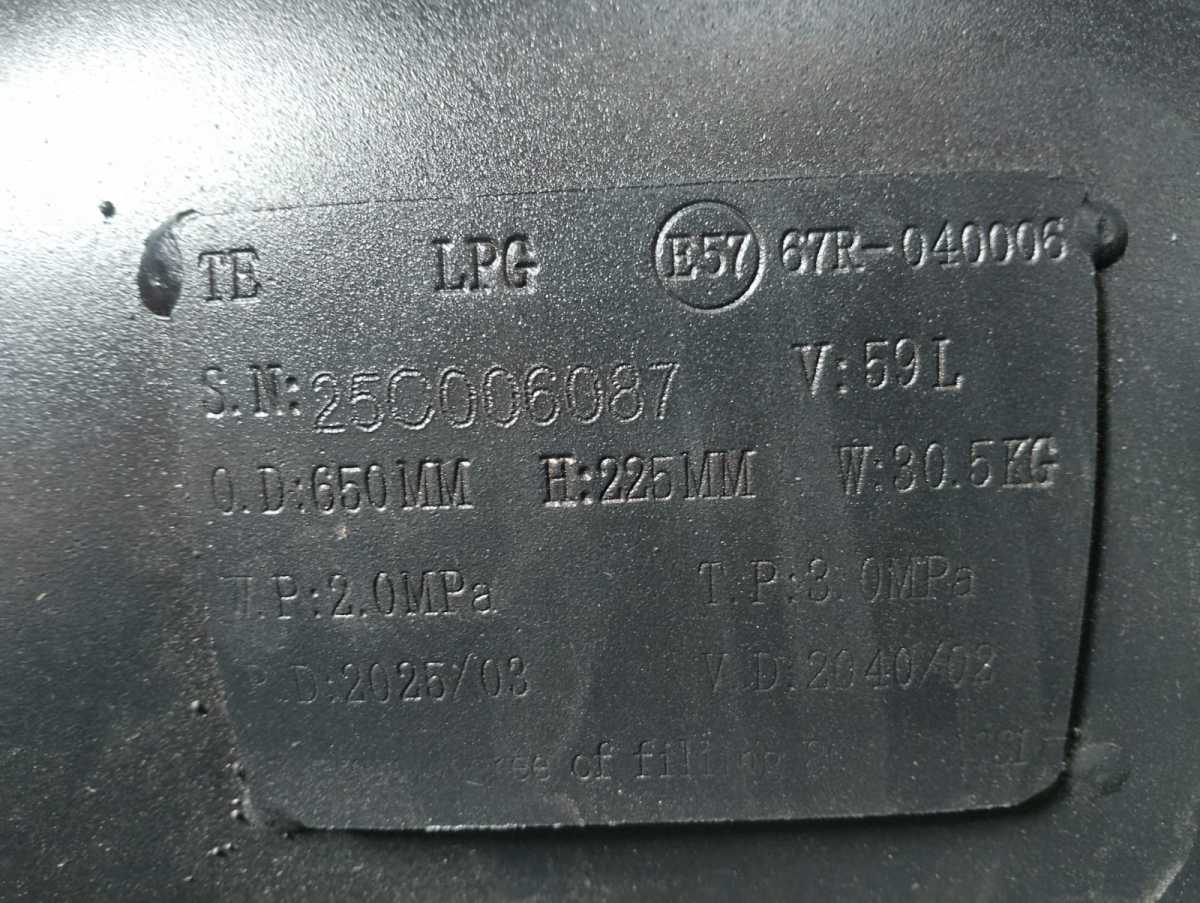 TE LPG E57 67R-040006
S.N:25C006087 V:59L
O.D:650MM H:225MM W:30.5KG
W.P:2.0MPa T.P:3.0MPa
P.D:2025/03 V.D:2040/02
of filling